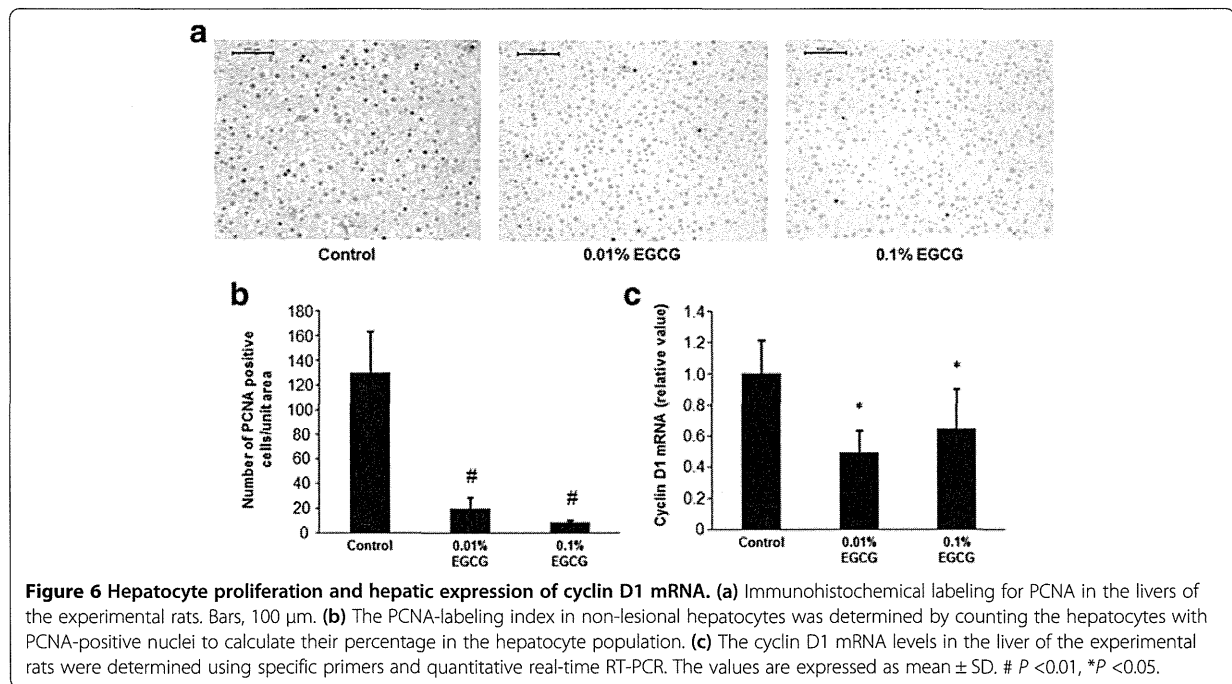 a
Control
0.01% EGCG
0.1% EGCG
b
Number of PCNA positive
cells/unit area
180
160
140
120
100
80
60
40
20
0
#
#
Control
0.01%
EGCG
0.1%
EGCG
c
Cyclin D1 mRNA (relative value)
1.4
1.2
1.0
0.8
0.6
0.4
0.2
0
*
*
Control
0.01%
EGCG
0.1%
EGCG
Figure 6 Hepatocyte proliferation and hepatic expression of cyclin D1 mRNA. (a) Immunohistochemical labeling for PCNA in the livers of
the experimental rats. Bars, 100 μm. (b) The PCNA-labeling index in non-lesional hepatocytes was determined by counting the hepatocytes with
PCNA-positive nuclei to calculate their percentage in the hepatocyte population. (c) The cyclin D1 mRNA levels in the liver of the experimental
rats were determined using specific primers and quantitative real-time RT-PCR. The values are expressed as mean ± SD. # P <0.01, *P <0.05.